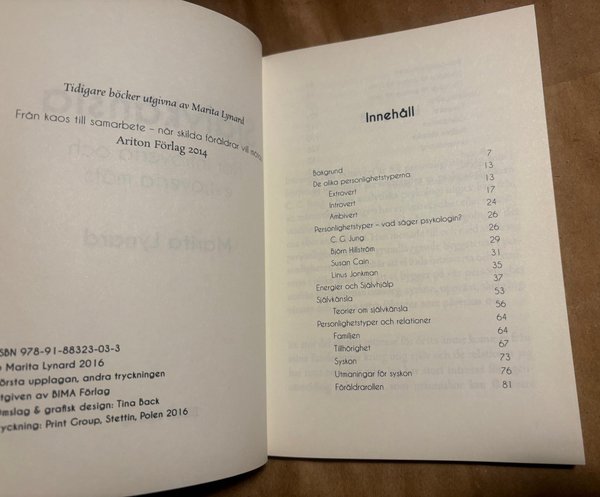 Tidigare böcker utgivna av Marita Lynard
Från kaos till samarbete – när skilda föräldrar vill
Ariton Förlag 2014
SBN 978-91-88323-03-3
Marita Lynard 2016
örsta upplagan, andra tryckningen
tgiven av BIMA Förlag
mslag & grafisk design: Tina Back
ryckning: Print Group, Stettin, Polen 2016
Innehåll
Bakgrund 7
De olika personlighetstyperna 13
Extrovert 13
Introvert 17
Ambivert 24
Personlighetstyper – vad säger psykologin? 26
C. G. Jung 26
Björn Hillström 29
Susan Cain 31
Linus Jonkman 35
Energier och Självhjälp 37
Självkänsla 53
Teorier om självkänsla 56
Personlighetstyper och relationer 64
Familjen 64
Tillhörighet 67
Syskon 73
Utmaningar för syskon 76
Föräldrarollen 81